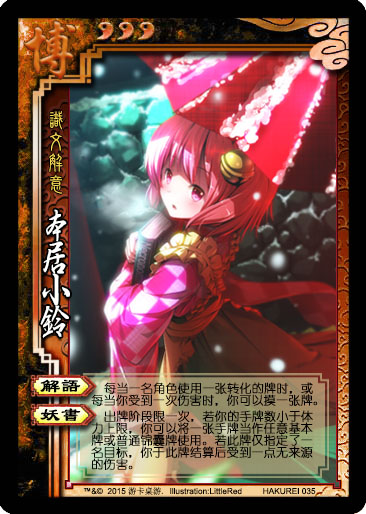 博
識文解意
本居小鈴
解語
每当一名角色使用一张转化的牌时，或
每当你受到一次伤害时，你可以摸一张牌。
妖書
出牌阶段限一次，若你的手牌数小于体
力上限，你可以将一张手牌当作任意基本
牌或普通锦囊牌使用。若此牌仅指定了一
名目标，你于此牌结算后受到一点无来源
的伤害。
™&© 2015 游卡桌游. Illustration:LittleRed HAKUREI 035